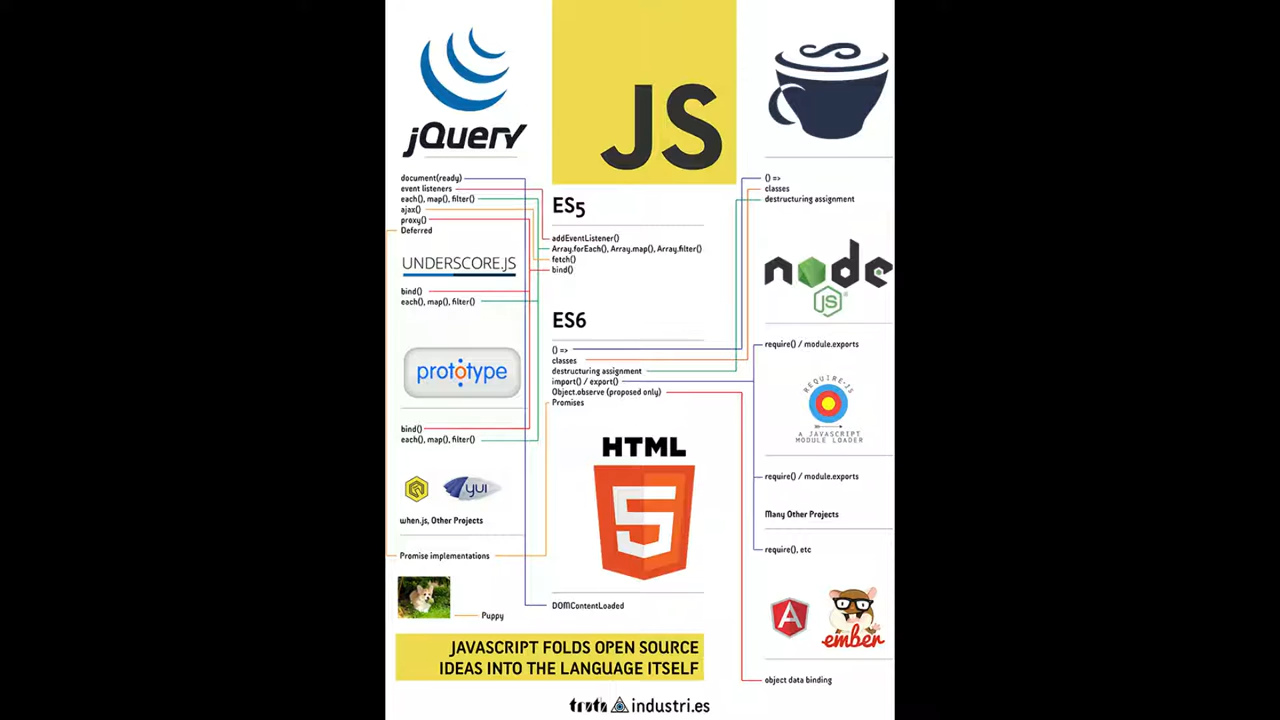 jQuery
document(ready)
event listeners
each(), map(), filter()
ajax()
proxy()
Deferred
UNDERSCORE.JS
bind()
each(), map(), filter()
prototype
bind()
each(), map(), filter()
yui
when.js, Other Projects
Promise implementations
Puppy
JS
ES5
addEventListener()
Array.forEach(), Array.map(), Array.filter()
fetch()
bind()
ES6
() =>
classes
destructuring assignment
import() / export()
Object.observe (proposed only)
Promises
HTML
5
DOMContentLoaded
() =>
classes
destructuring assignment
node
JS
require() / module.exports
REQUIRE-JS
A JAVASCRIPT
MODULE LOADER
require() / module.exports
Many Other Projects
require(), etc
A
ember
object data binding
JAVASCRIPT FOLDS OPEN SOURCE
IDEAS INTO THE LANGUAGE ITSELF
truth industri.es